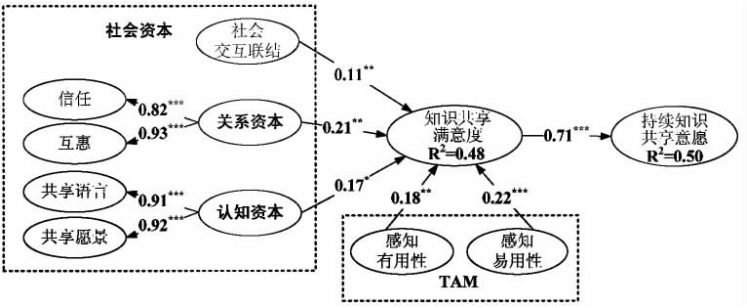 社会资本
社会
交互联结
0.11**
信任
0.82***
互惠
0.93***
关系资本
0.21**
知识共享
满意度
R²=0.48
0.71***
持续知识
共享意愿
R²=0.50
共享语言
0.91***
共享愿景
0.92***
认知资本
0.17*
0.18**
0.22***
感知
有用性
感知
易用性
TAM